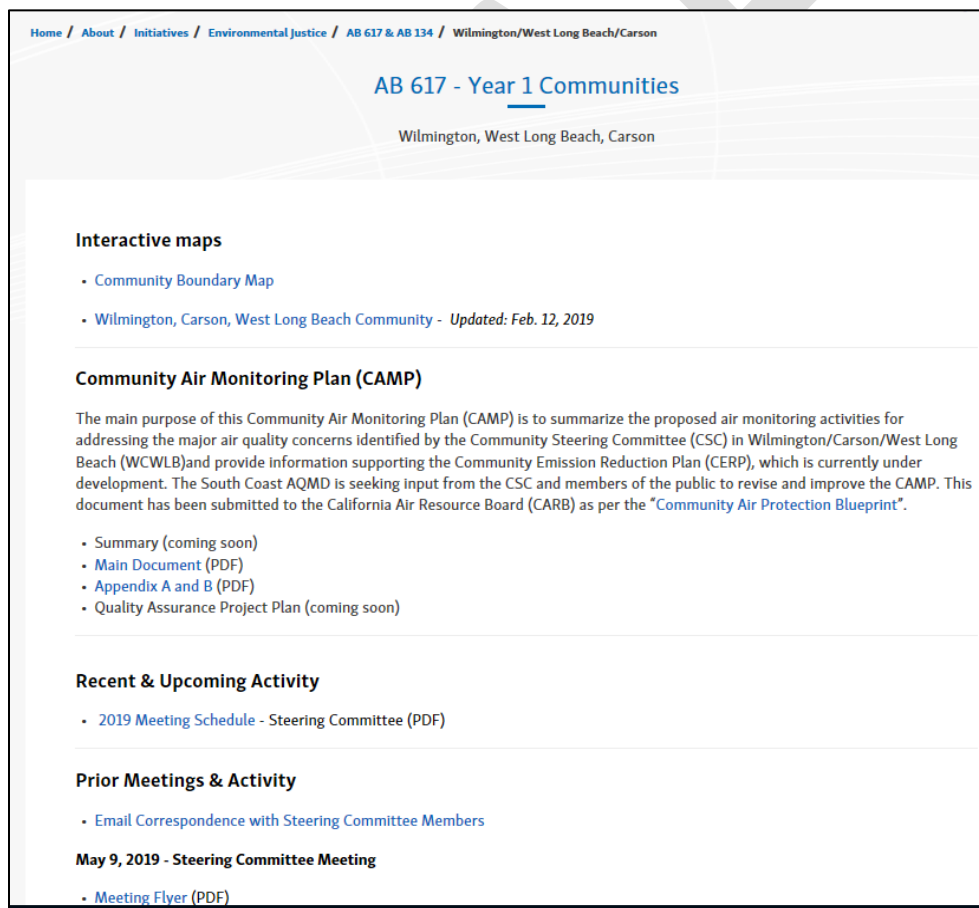 Home / About / Initiatives / Environmental Justice / AB 617 & AB 134 / Wilmington/West Long Beach/Carson
AB 617 - Year 1 Communities
Wilmington, West Long Beach, Carson
Interactive maps
• Community Boundary Map
• Wilmington, Carson, West Long Beach Community - Updated: Feb. 12, 2019
Community Air Monitoring Plan (CAMP)
The main purpose of this Community Air Monitoring Plan (CAMP) is to summarize the proposed air monitoring activities for
addressing the major air quality concerns identified by the Community Steering Committee (CSC) in Wilmington/Carson/West Long
Beach (WCWLB)and provide information supporting the Community Emission Reduction Plan (CERP), which is currently under
development. The South Coast AQMD is seeking input from the CSC and members of the public to revise and improve the CAMP. This
document has been submitted to the California Air Resource Board (CARB) as per the “Community Air Protection Blueprint”.
• Summary (coming soon)
• Main Document (PDF)
• Appendix A and B (PDF)
• Quality Assurance Project Plan (coming soon)
Recent & Upcoming Activity
• 2019 Meeting Schedule - Steering Committee (PDF)
Prior Meetings & Activity
• Email Correspondence with Steering Committee Members
May 9, 2019 - Steering Committee Meeting
• Meeting Flyer (PDF)